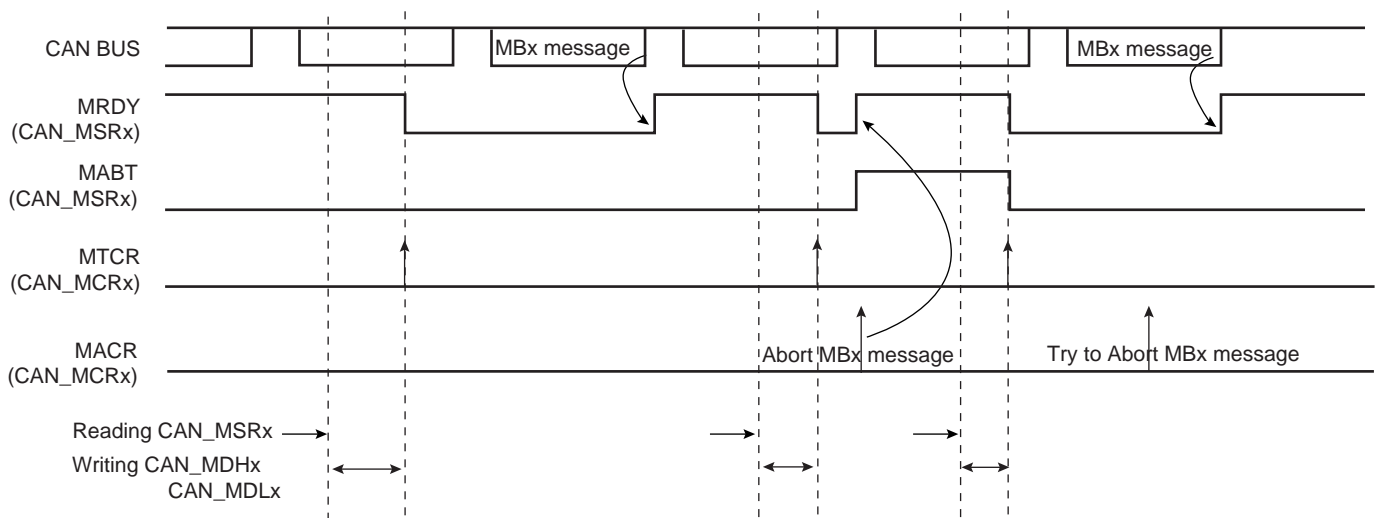 CAN BUS
MBx message
MBx message
MRDY
(CAN_MSRx)
MABT
(CAN_MSRx)
MTCR
(CAN_MCRx)
MACR
(CAN_MCRx)
Abort MBx message
Try to Abort MBx message
Reading CAN_MSRx
Writing CAN_MDHx
CAN_MDLx